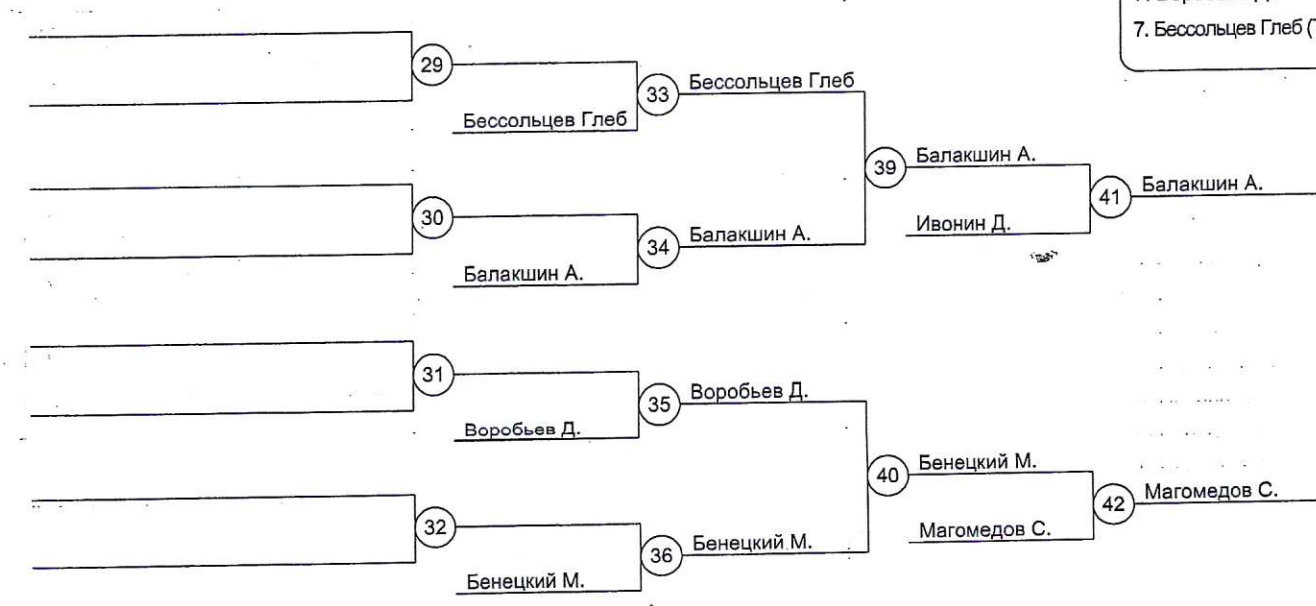 7. Бессольцев Глеб (
29
33 Бессольцев Глеб
Бессольцев Глеб
39 Балакшин А.
41 Балакшин А.
30
Ивонин Д.
34 Балакшин А.
Балакшин А.
31
35 Воробьев Д.
Воробьев Д.
40 Бенецкий М.
42 Магомедов С.
32
Магомедов С.
36 Бенецкий М.
Бенецкий М.